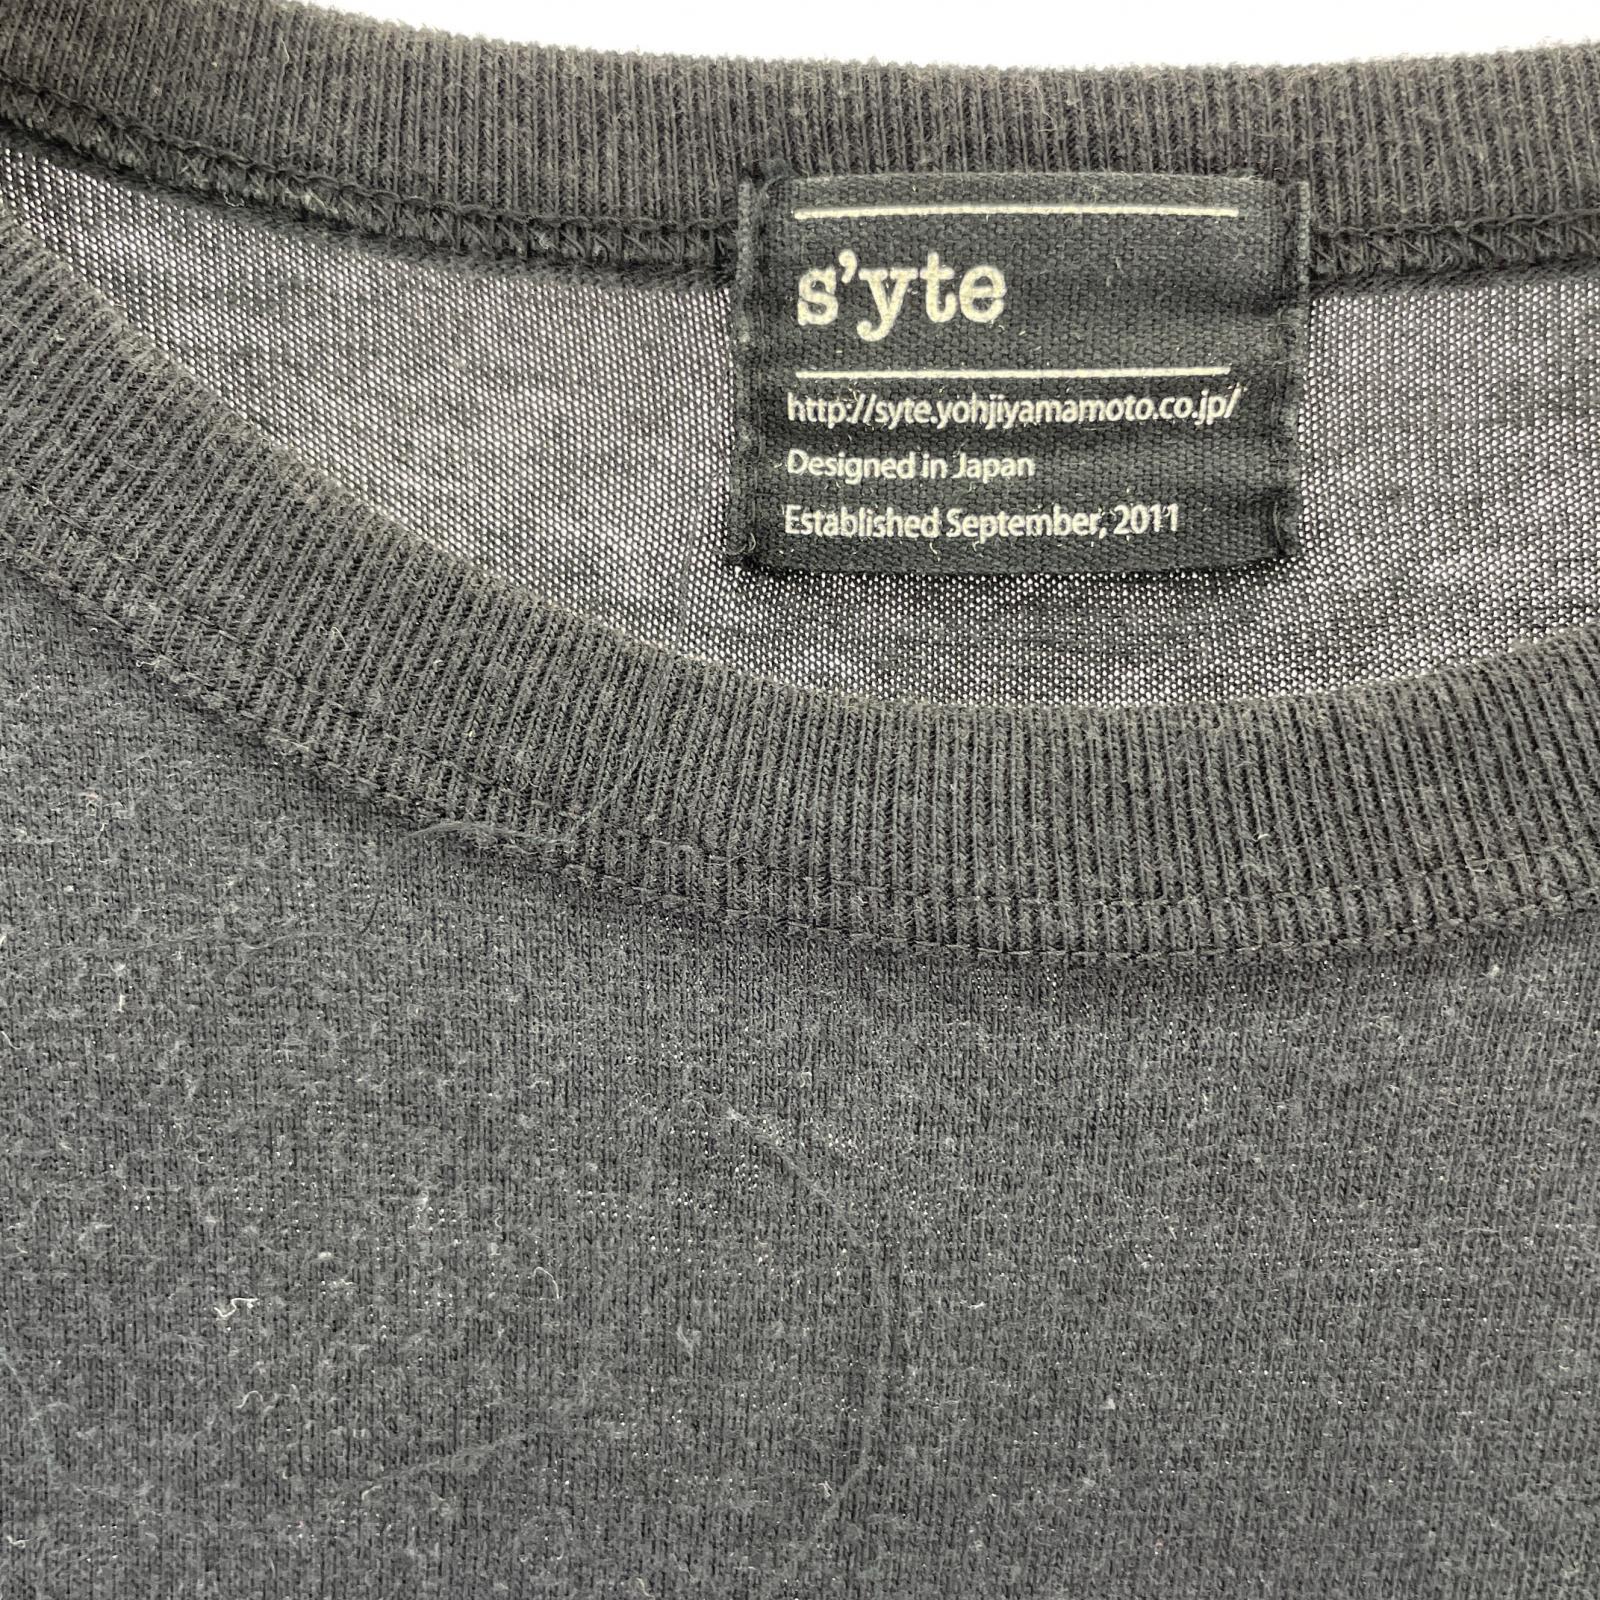 s'yte
http://syte.yohjiyamamoto.co.jp/
Designed in Japan
Established September, 2011